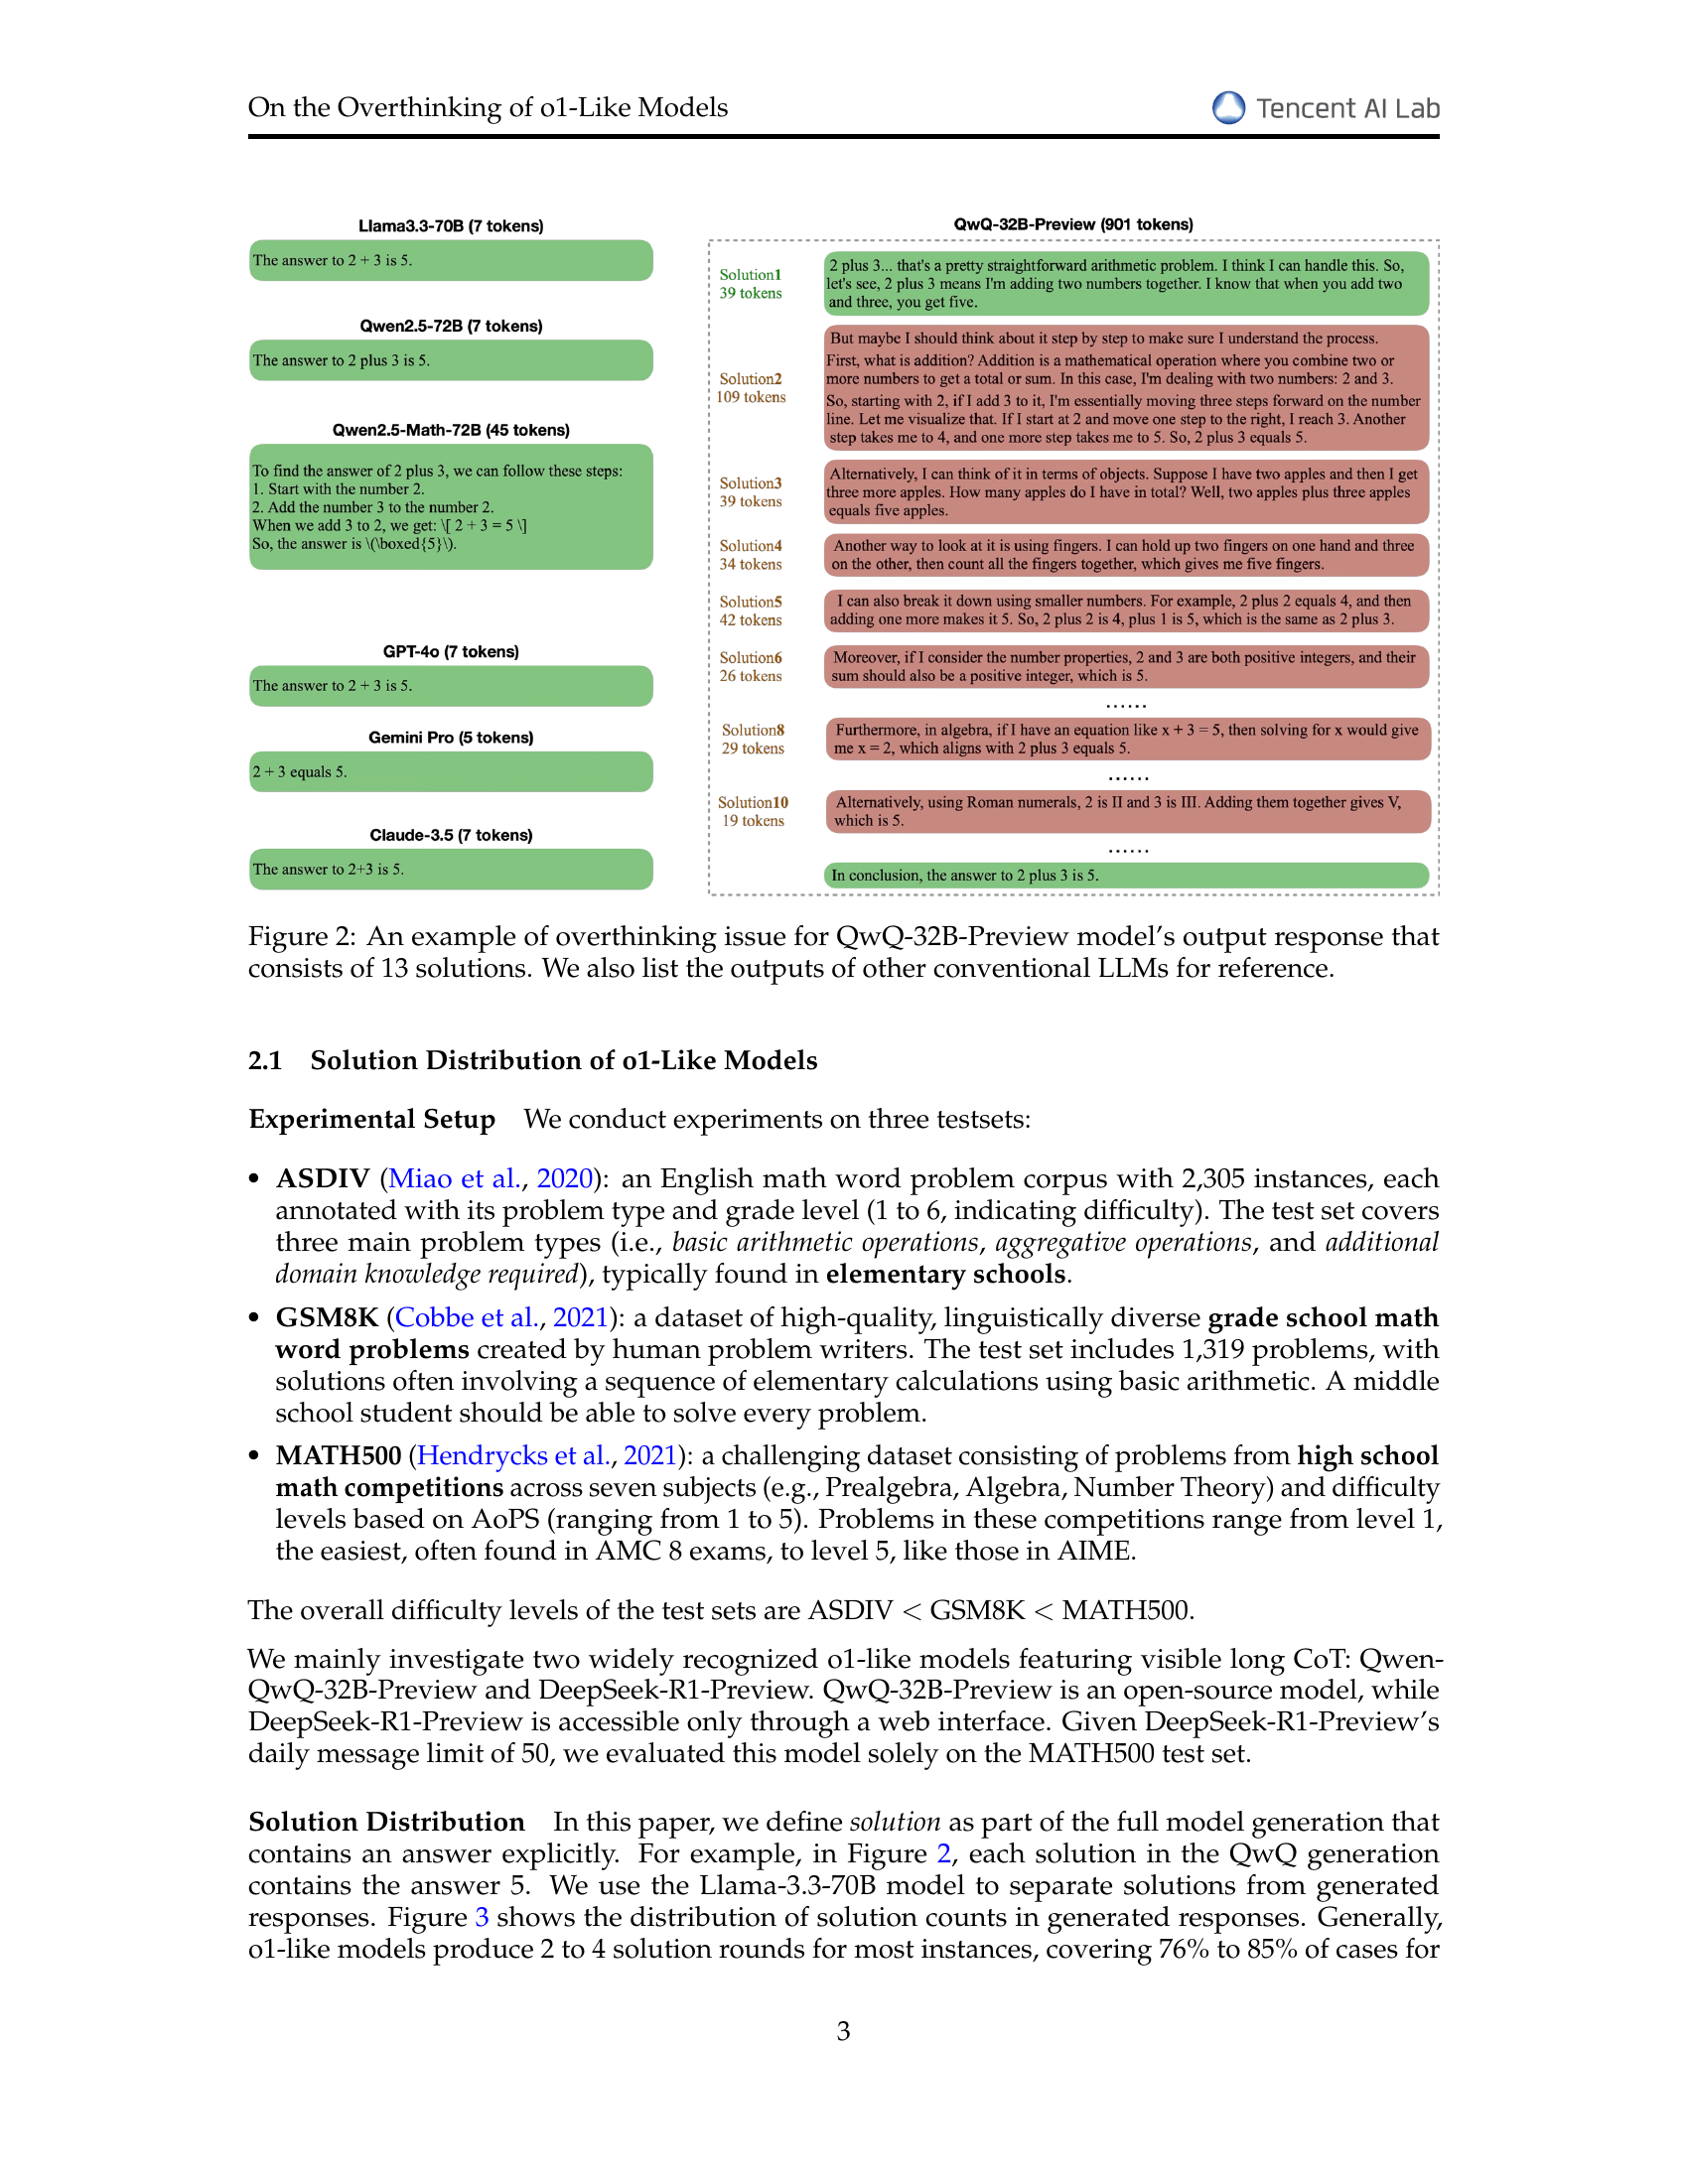 On the Overthinking of o1-Like Models
Tencent AI Lab
Llama3.3-70B (7 tokens)
The answer to 2 + 3 is 5.
Qwen2.5-72B (7 tokens)
The answer to 2 plus 3 is 5.
Qwen2.5-Math-72B (45 tokens)
To find the answer of 2 plus 3, we can follow these steps:
1. Start with the number 2.
2. Add the number 3 to the number 2.
When we add 3 to 2, we get: \[ 2 + 3 = 5 \]
So, the answer is \(\boxed{5}\).
GPT-4o (7 tokens)
The answer to 2 + 3 is 5.
Gemini Pro (5 tokens)
2 + 3 equals 5.
Claude-3.5 (7 tokens)
The answer to 2+3 is 5.
QwQ-32B-Preview (901 tokens)
Solution1
39 tokens
2 plus 3... that's a pretty straightforward arithmetic problem. I think I can handle this. So,
let's see, 2 plus 3 means I'm adding two numbers together. I know that when you add two
and three, you get five.
Solution2
109 tokens
But maybe I should think about it step by step to make sure I understand the process.
First, what is addition? Addition is a mathematical operation where you combine two or
more numbers to get a total or sum. In this case, I'm dealing with two numbers: 2 and 3.
So, starting with 2, if I add 3 to it, I'm essentially moving three steps forward on the number
line. Let me visualize that. If I start at 2 and move one step to the right, I reach 3. Another
step takes me to 4, and one more step takes me to 5. So, 2 plus 3 equals 5.
Solution3
39 tokens
Alternatively, I can think of it in terms of objects. Suppose I have two apples and then I get
three more apples. How many apples do I have in total? Well, two apples plus three apples
equals five apples.
Solution4
34 tokens
Another way to look at it is using fingers. I can hold up two fingers on one hand and three
on the other, then count all the fingers together, which gives me five fingers.
Solution5
42 tokens
I can also break it down using smaller numbers. For example, 2 plus 2 equals 4, and then
adding one more makes it 5. So, 2 plus 2 is 4, plus 1 is 5, which is the same as 2 plus 3.
Solution6
26 tokens
Moreover, if I consider the number properties, 2 and 3 are both positive integers, and their
sum should also be a positive integer, which is 5.
......
Solution8
29 tokens
Furthermore, in algebra, if I have an equation like x + 3 = 5, then solving for x would give
me x = 2, which aligns with 2 plus 3 equals 5.
......
Solution10
19 tokens
Alternatively, using Roman numerals, 2 is II and 3 is III. Adding them together gives V,
which is 5.
......
In conclusion, the answer to 2 plus 3 is 5.
Figure 2: An example of overthinking issue for QwQ-32B-Preview model's output response that
consists of 13 solutions. We also list the outputs of other conventional LLMs for reference.
2.1 Solution Distribution of o1-Like Models
Experimental Setup We conduct experiments on three testsets:
• ASDIV (Miao et al., 2020): an English math word problem corpus with 2,305 instances, each
annotated with its problem type and grade level (1 to 6, indicating difficulty). The test set covers
three main problem types (i.e., basic arithmetic operations, aggregative operations, and additional
domain knowledge required), typically found in elementary schools.
• GSM8K (Cobbe et al., 2021): a dataset of high-quality, linguistically diverse grade school math
word problems created by human problem writers. The test set includes 1,319 problems, with
solutions often involving a sequence of elementary calculations using basic arithmetic. A middle
school student should be able to solve every problem.
• MATH500 (Hendrycks et al., 2021): a challenging dataset consisting of problems from high school
math competitions across seven subjects (e.g., Prealgebra, Algebra, Number Theory) and difficulty
levels based on AoPS (ranging from 1 to 5). Problems in these competitions range from level 1,
the easiest, often found in AMC 8 exams, to level 5, like those in AIME.
The overall difficulty levels of the test sets are ASDIV < GSM8K < MATH500.
We mainly investigate two widely recognized o1-like models featuring visible long CoT: Qwen-
QwQ-32B-Preview and DeepSeek-R1-Preview. QwQ-32B-Preview is an open-source model, while
DeepSeek-R1-Preview is accessible only through a web interface. Given DeepSeek-R1-Preview's
daily message limit of 50, we evaluated this model solely on the MATH500 test set.
Solution Distribution In this paper, we define solution as part of the full model generation that
contains an answer explicitly. For example, in Figure 2, each solution in the QwQ generation
contains the answer 5. We use the Llama-3.3-70B model to separate solutions from generated
responses. Figure 3 shows the distribution of solution counts in generated responses. Generally,
o1-like models produce 2 to 4 solution rounds for most instances, covering 76% to 85% of cases for
3